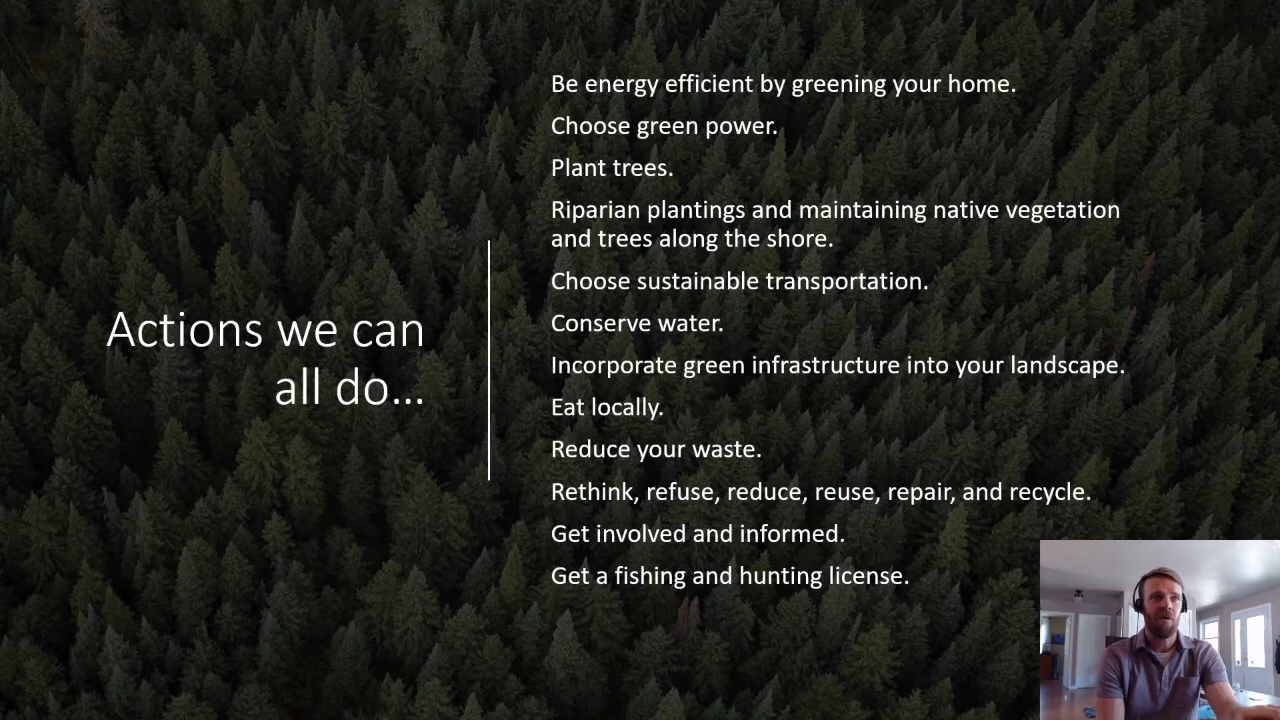 Actions we can
all do...
Be energy efficient by greening your home.
Choose green power.
Plant trees.
Riparian plantings and maintaining native vegetation
and trees along the shore.
Choose sustainable transportation.
Conserve water.
Incorporate green infrastructure into your landscape.
Eat locally.
Reduce your waste.
Rethink, refuse, reduce, reuse, repair, and recycle.
Get involved and informed.
Get a fishing and hunting license.